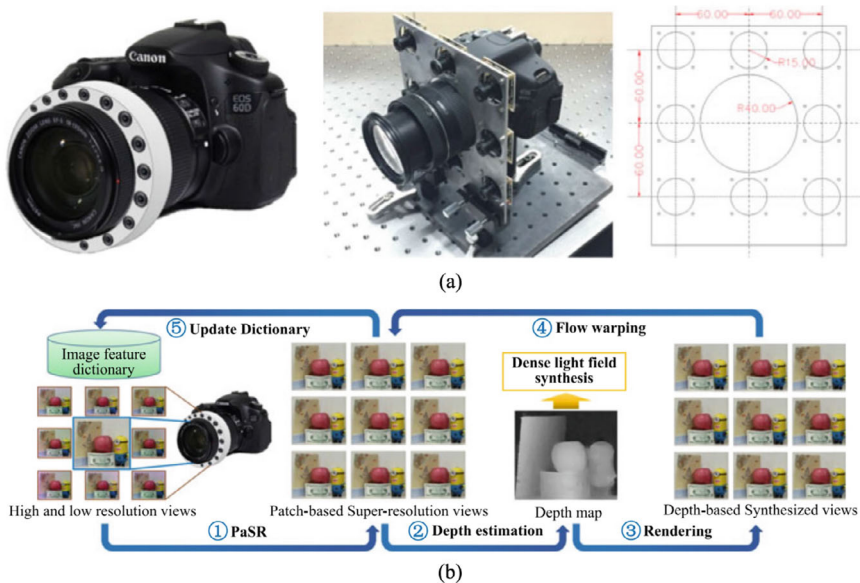 Canon
EOS
60D
60.00
60.00
R15.00
60.00
R40.00
60.00
(a)
⑤ Update Dictionary
④ Flow warping
Image feature
dictionary
Dense light field
synthesis
High and low resolution views
Patch-based Super-resolution views
Depth map
Depth-based Synthesized views
① PaSR
② Depth estimation
③ Rendering
(b)